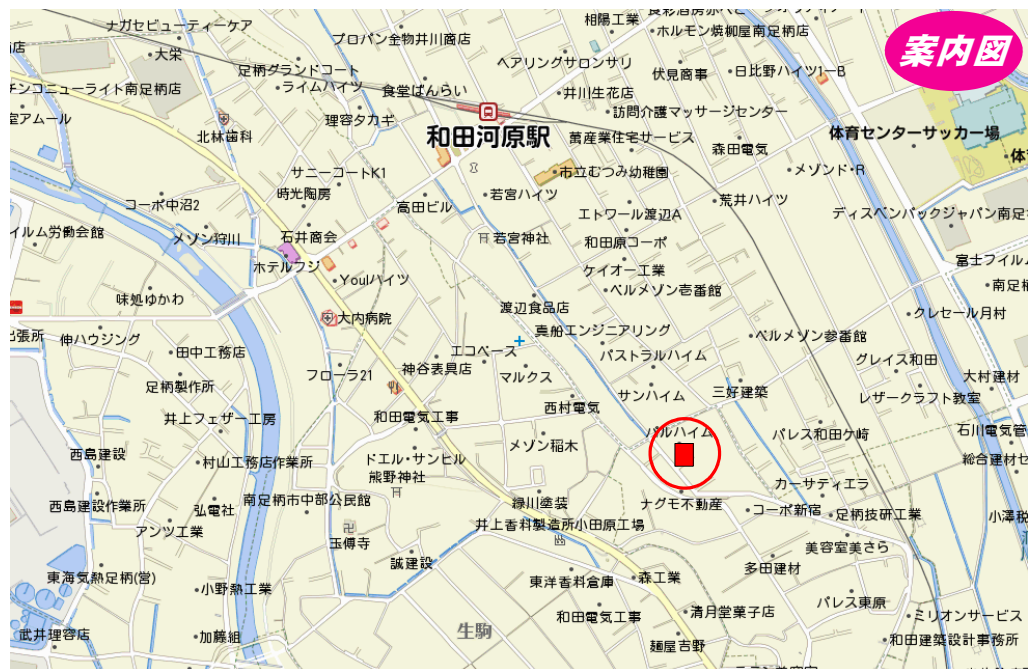 ナガセビューティーケア
相陽工業
店
大栄
プロパン金物井川商店
ホルモン焼柳屋南足柄店
案内図
足柄グランドコート
ヘアリングサロンサリ
伏見商事
日比野ハイツ1-B
チンコニューライト南足柄店
ライムハイツ
食堂ばんらい
井川生花店
室アムール
理容タカギ
訪問介護マッサージセンター
北林歯科
和田河原駅
萬産業住宅サービス
体育センターサッカー場
森田電気
体
サニーコートK1
市立むつみ幼稚園
メゾンド・R
時光陶房
若宮ハイツ
荒井ハイツ
コーポ中沼2
高田ビル
エトワール渡辺A
ディスペンパックジャパン南足
イルム労働会館
メゾン狩川
石井商会
若宮神社
和田原コーポ
ホテルフジ
富士フイルム
Youハイツ
ケイオー工業
南足柄
味処ゆかわ
ベルメゾン壱番館
渡辺食品店
クレセール月村
大内病院
出張所
伸ハウジング
真船エンジニアリング
ベルメゾン参番館
田中工務店
エコベース
パストラルハイム
グレイス和田
フローラ21
神谷表具店
マルクス
大村建材
足柄製作所
サンハイム
三好建築
レザークラフト教室
井上フェザー工房
和田電気工事
西村電気
石川電気管
パルハイム
パレス和田ケ崎
西島建設
メゾン稲木
村山工務店作業所
ドエル・サンヒル
総合建材セ
熊野神社
カーサティエラ
西島建設作業所
弘電社
南足柄市中部公民館
緑川塗装
ナグモ不動産
コーポ新宿
足柄技研工業
小澤税
アンツ工業
井上香料製造所小田原工場
玉傳寺
美容室美さら
誠建設
多田建材
東海気熱足柄(営)
小野熱工業
東洋香料倉庫
森工業
パレス東原
和田電気工事
清月堂菓子店
ミリオンサービス
武井理容店
加藤組
生駒
麺屋吉野
和田建築設計事務所